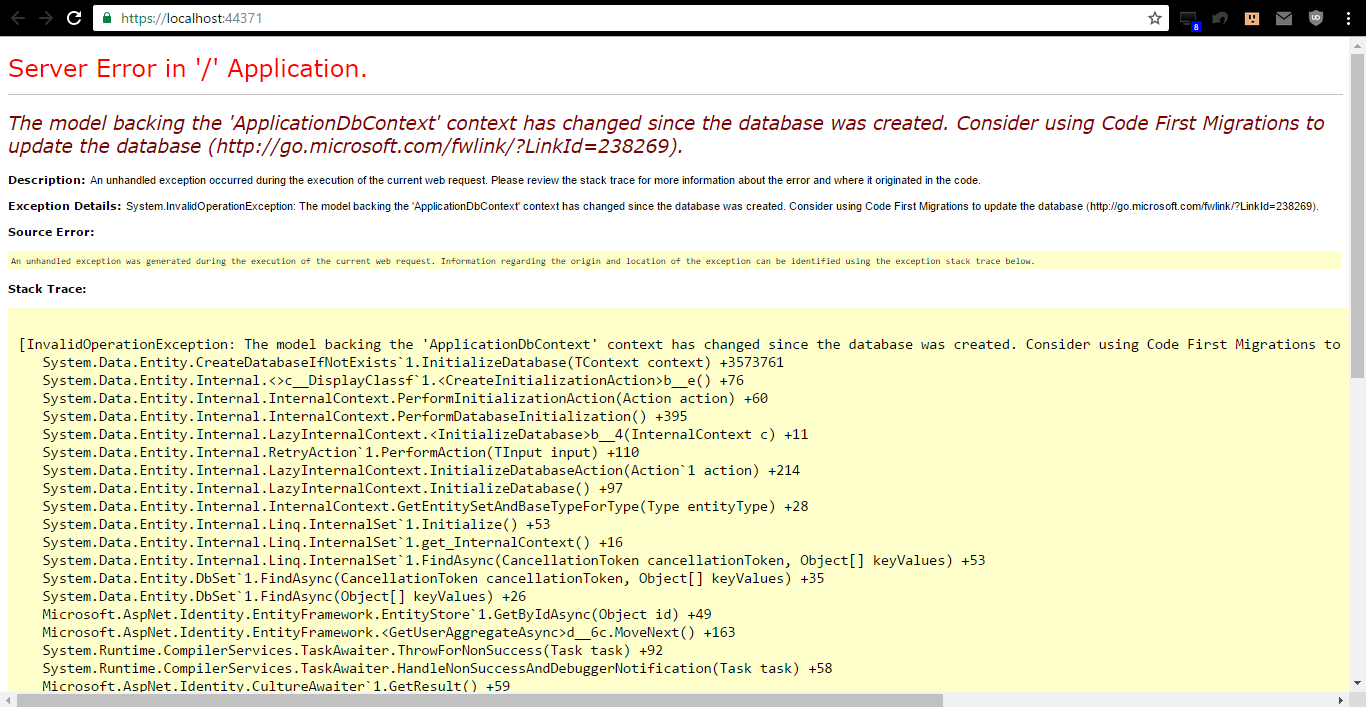 https://localhost:44371
8
UD
Server Error in '/' Application.
The model backing the 'ApplicationDbContext' context has changed since the database was created. Consider using Code First Migrations to
update the database (http://go.microsoft.com/fwlink/?LinkId=238269).
Description: An unhandled exception occurred during the execution of the current web request. Please review the stack trace for more information about the error and where it originated in the code.
Exception Details: System.InvalidOperationException: The model backing the 'ApplicationDbContext' context has changed since the database was created. Consider using Code First Migrations to update the database (http://go.microsoft.com/fwlink/?LinkId=238269).
Source Error:
An unhandled exception was generated during the execution of the current web request. Information regarding the origin and location of the exception can be identified using the exception stack trace below.
Stack Trace:
[InvalidOperationException: The model backing the 'ApplicationDbContext' context has changed since the database was created. Consider using Code First Migrations to
System.Data.Entity.CreateDatabaseIfNotExists`1.InitializeDatabase(TContext context) +3573761
System.Data.Entity.Internal.<>c__DisplayClassf`1.<CreateInitializationAction>b__e() +76
System.Data.Entity.Internal.InternalContext.PerformInitializationAction(Action action) +60
System.Data.Entity.Internal.InternalContext.PerformDatabaseInitialization() +395
System.Data.Entity.Internal.LazyInternalContext.<InitializeDatabase>b__4(InternalContext c) +11
System.Data.Entity.Internal.RetryAction`1.PerformAction(TInput input) +110
System.Data.Entity.Internal.LazyInternalContext.InitializeDatabaseAction(Action`1 action) +214
System.Data.Entity.Internal.LazyInternalContext.InitializeDatabase() +97
System.Data.Entity.Internal.InternalContext.GetEntitySetAndBaseTypeForType(Type entityType) +28
System.Data.Entity.Internal.Linq.InternalSet`1.Initialize() +53
System.Data.Entity.Internal.Linq.InternalSet`1.get_InternalContext() +16
System.Data.Entity.Internal.Linq.InternalSet`1.FindAsync(CancellationToken cancellationToken, Object[] keyValues) +53
System.Data.Entity.DbSet`1.FindAsync(CancellationToken cancellationToken, Object[] keyValues) +35
System.Data.Entity.DbSet`1.FindAsync(Object[] keyValues) +26
Microsoft.AspNet.Identity.EntityFramework.EntityStore`1.GetByIdAsync(Object id) +49
Microsoft.AspNet.Identity.EntityFramework.<GetUserAggregateAsync>d__6c.MoveNext() +163
System.Runtime.CompilerServices.TaskAwaiter.ThrowForNonSuccess(Task task) +92
System.Runtime.CompilerServices.TaskAwaiter.HandleNonSuccessAndDebuggerNotification(Task task) +58
Microsoft.AspNet.Identity.CultureAwaiter`1.GetResult() +59